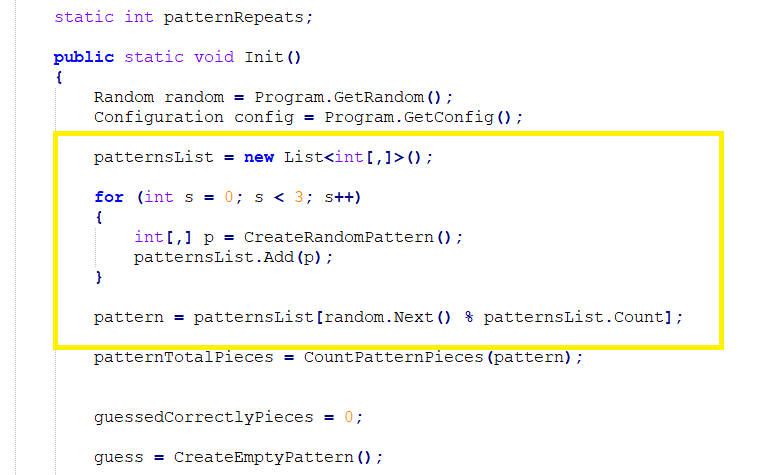 static int patternRepeats;
public static void Init()
{
Random random = Program.GetRandom();
Configuration config = Program.GetConfig();
patternsList = new List<int[,]>();
for (int s = 0; s < 3; s++)
{
int[,] p = CreateRandomPattern();
patternsList.Add(p);
}
pattern = patternsList[random.Next() % patternsList.Count];
patternTotalPieces = CountPatternPieces(pattern);
guessedCorrectlyPieces = 0;
guess = CreateEmptyPattern();